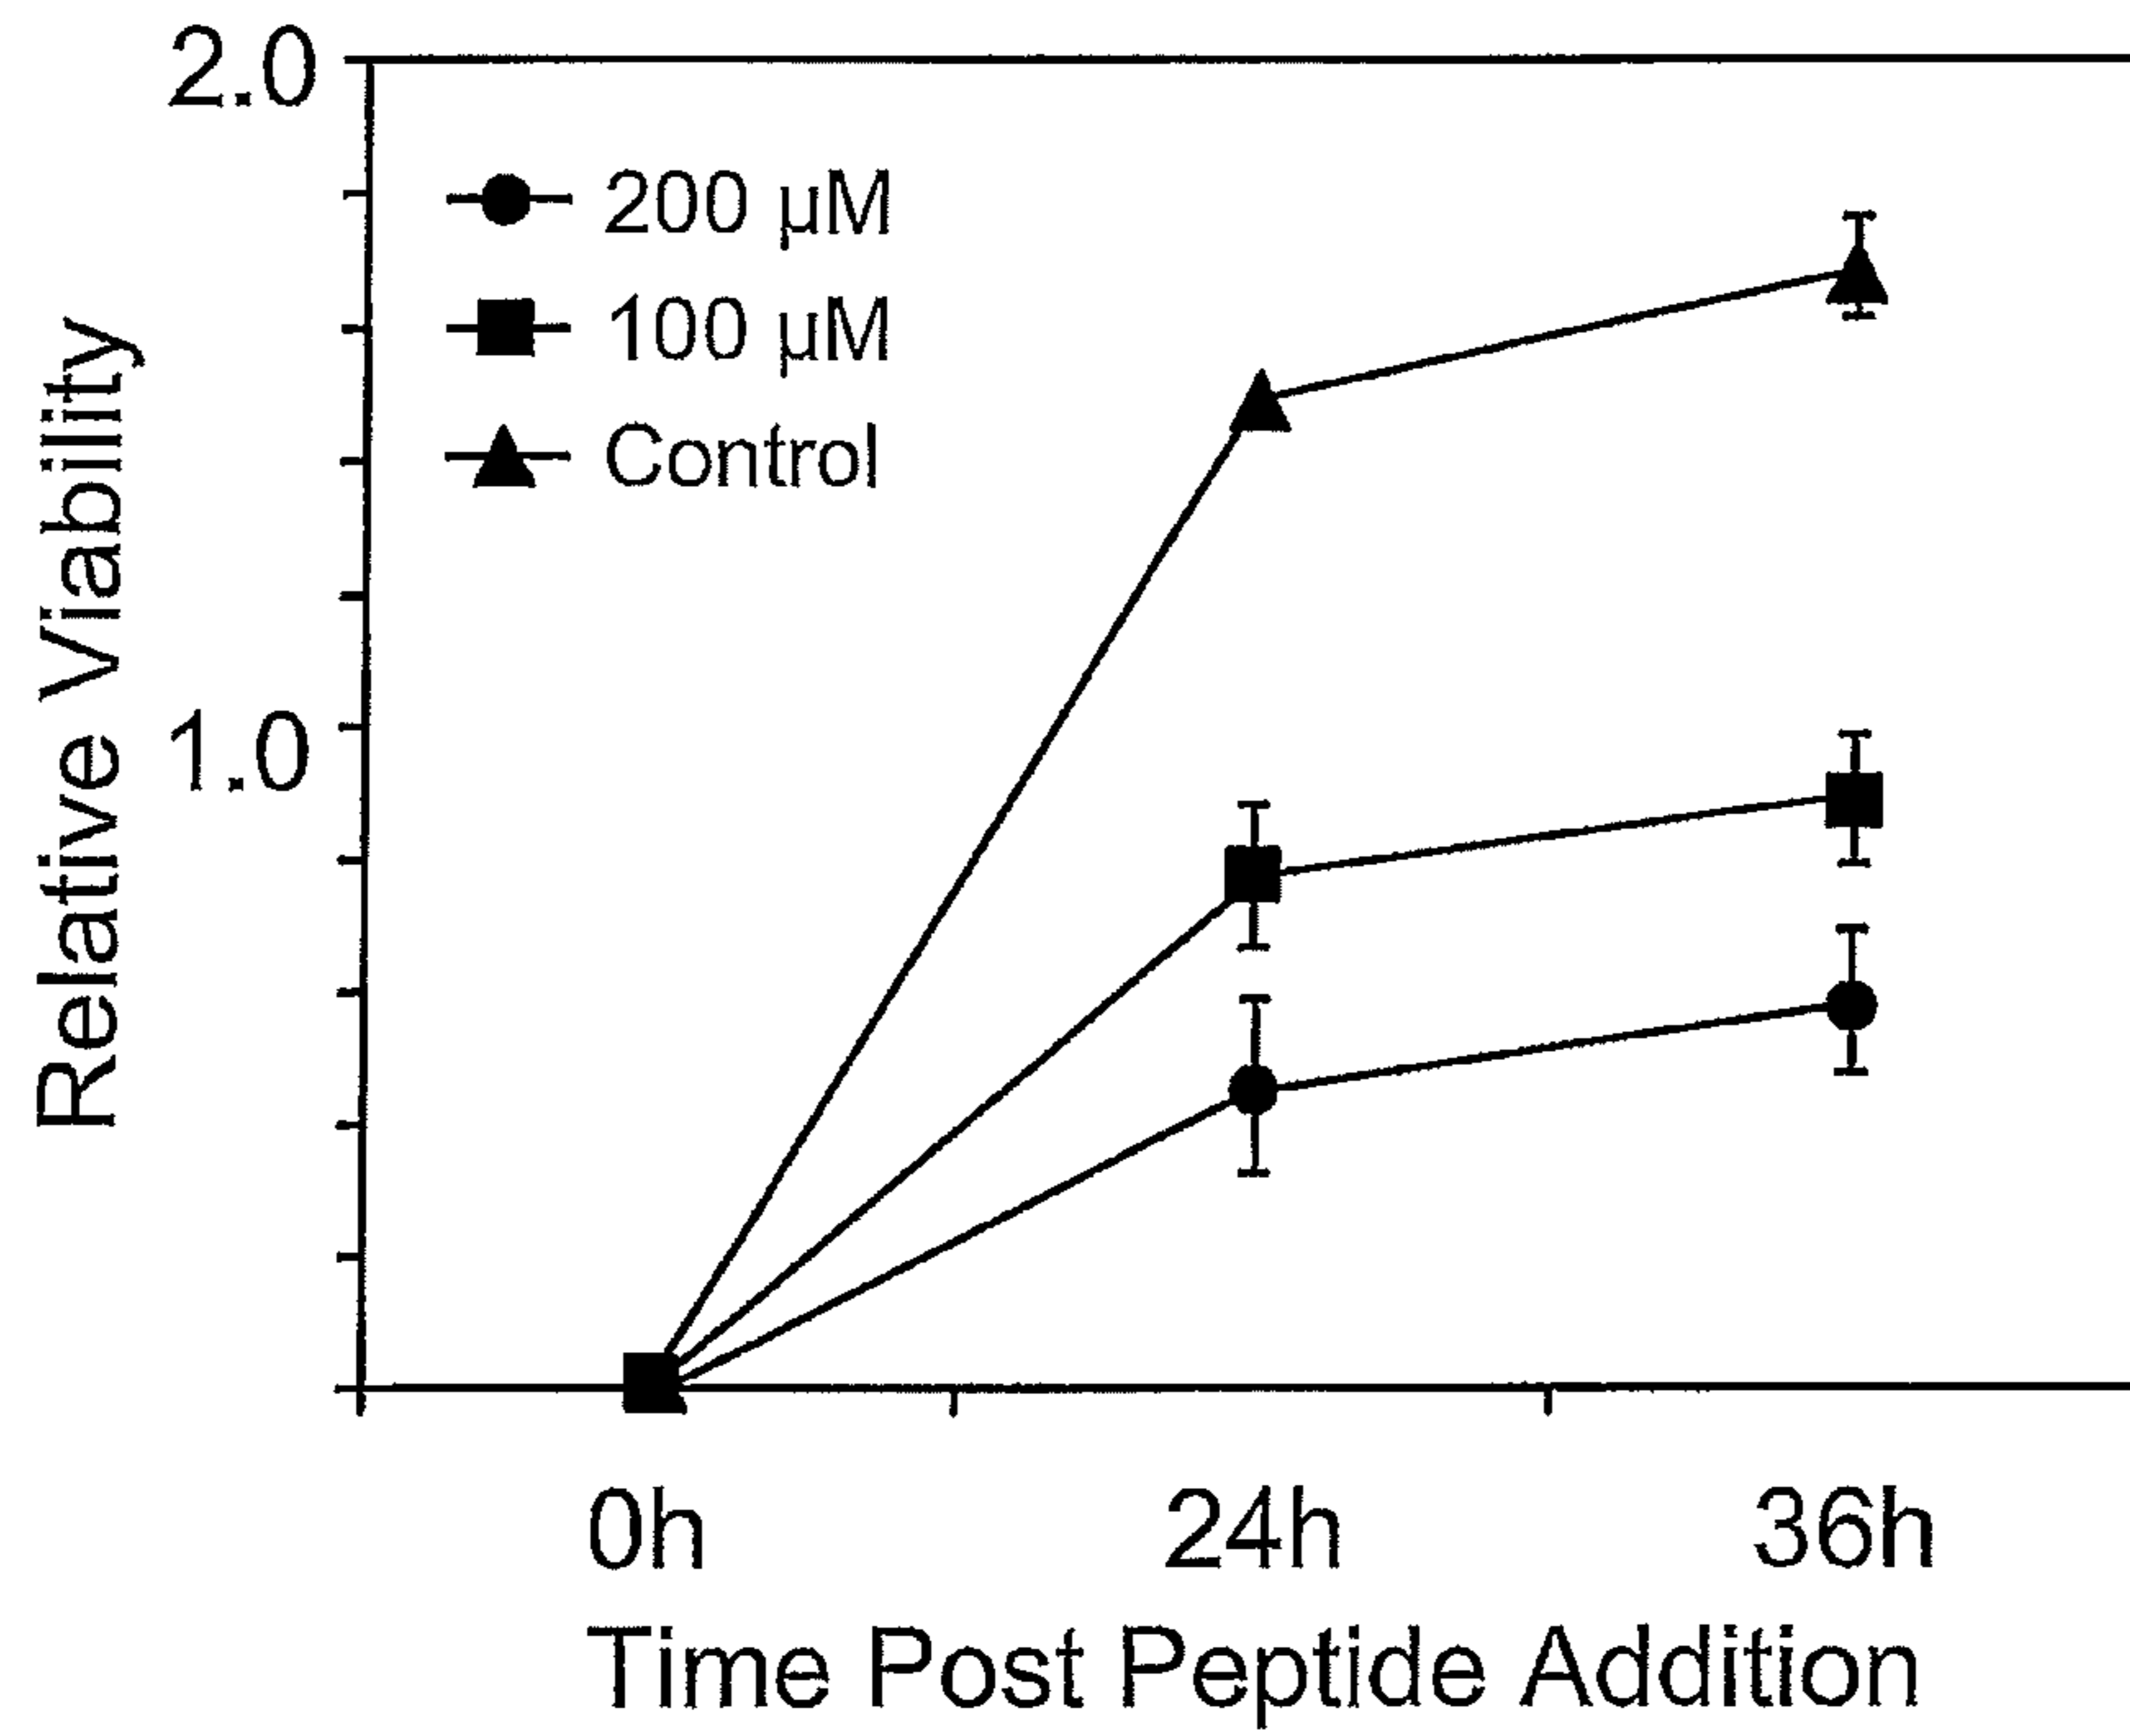 2.0
200 µM
100 µM
Control
Relative Viability
1.0
0h 24h 36h
Time Post Peptide Addition